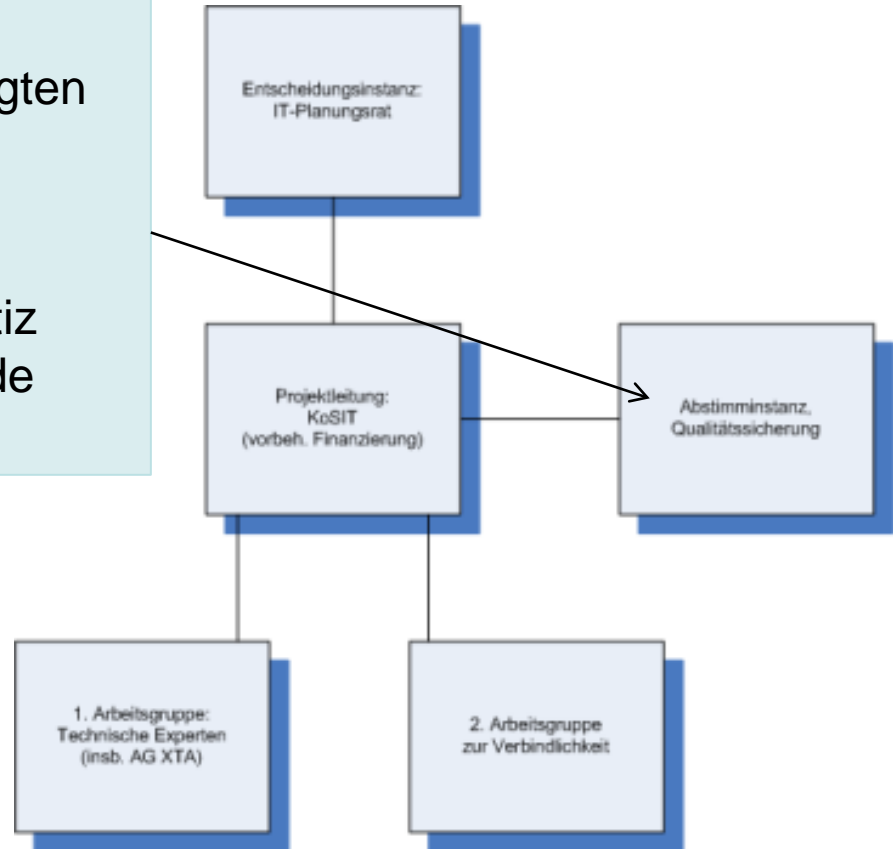 gten
tiz
de
Entscheidungsinstanz:
IT-Planungsrat
Projektleitung:
KoSIT
(vorbeh. Finanzierung)
Abstimminstanz,
Qualitätssicherung
1. Arbeitsgruppe:
Technische Experten
(insb. AG XTA)
2. Arbeitsgruppe
zur Verbindlichkeit